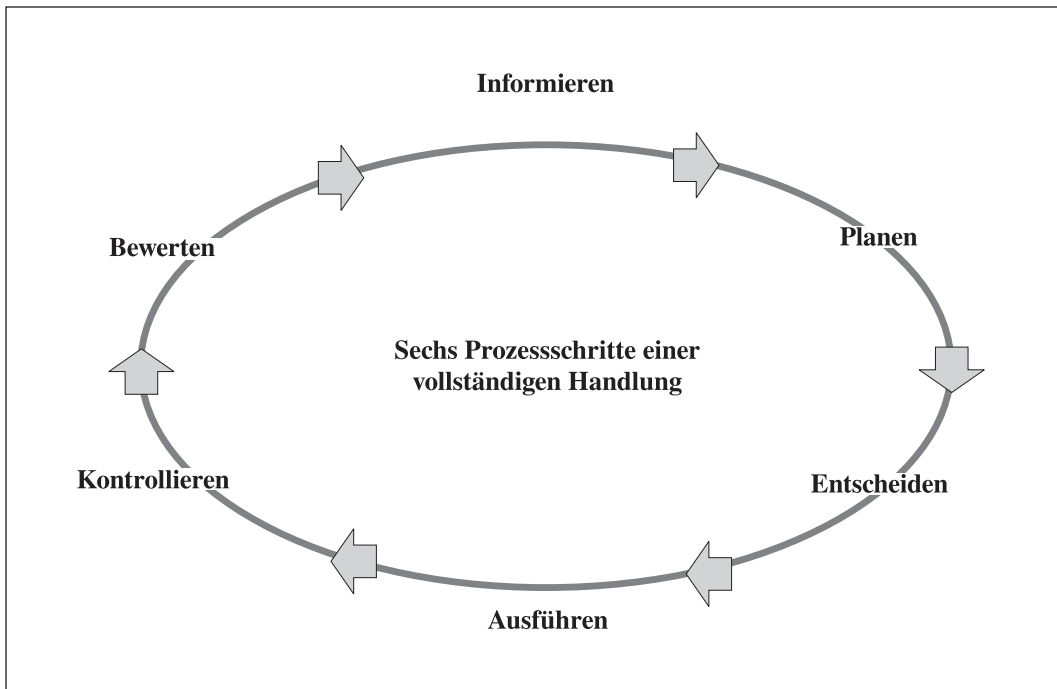 Informieren
Planen
Entscheiden
Ausführen
Kontrollieren
Bewerten
Sechs Prozessschritte einer
vollständigen Handlung